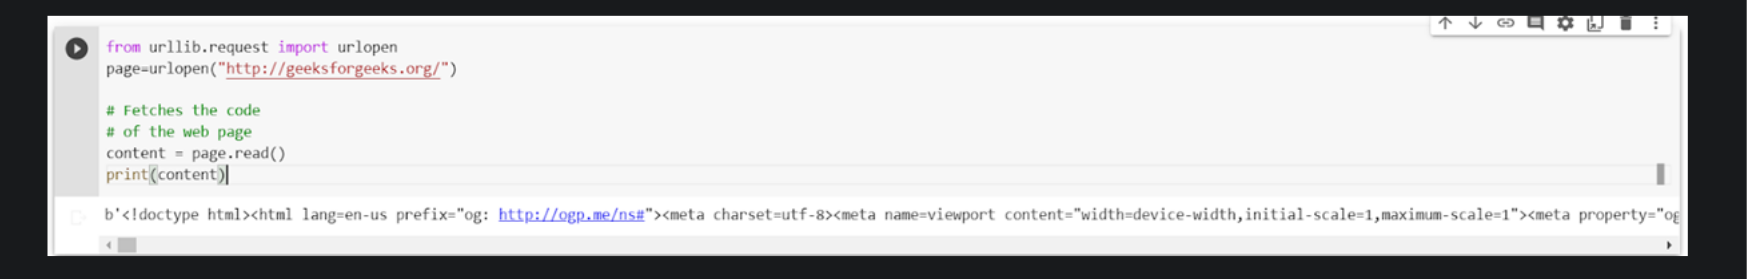 from urllib.request import urlopen
page=urlopen("http://geeksforgeeks.org/")
# Fetches the code
# of the web page
content = page.read()
print(content)
b'<!doctype html><html lang=en-us prefix="og: http://ogp.me/ns#"><meta charset=utf-8><meta name=viewport content="width=device-width,initial-scale=1,maximum-scale=1"><meta property="og